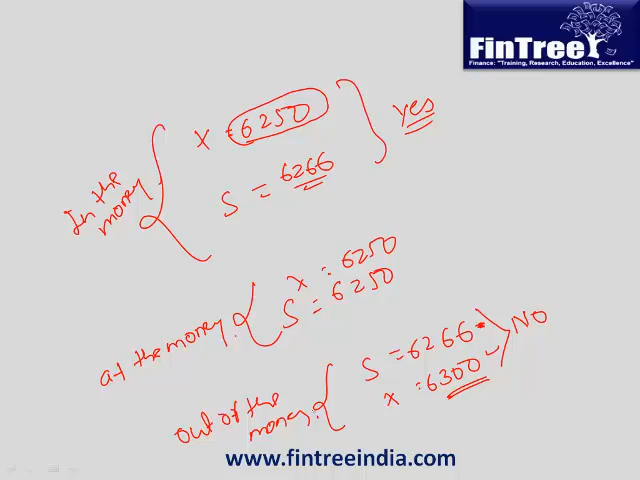 FinTree
Finance: "Training, Research, Education, Excellence"
x = 6250
yes
S = 6266
In the
money
x = 6250
S = 6250
at the money
S = 6266
NO
x = 6300
out of the
money
www.fintreeindia.com